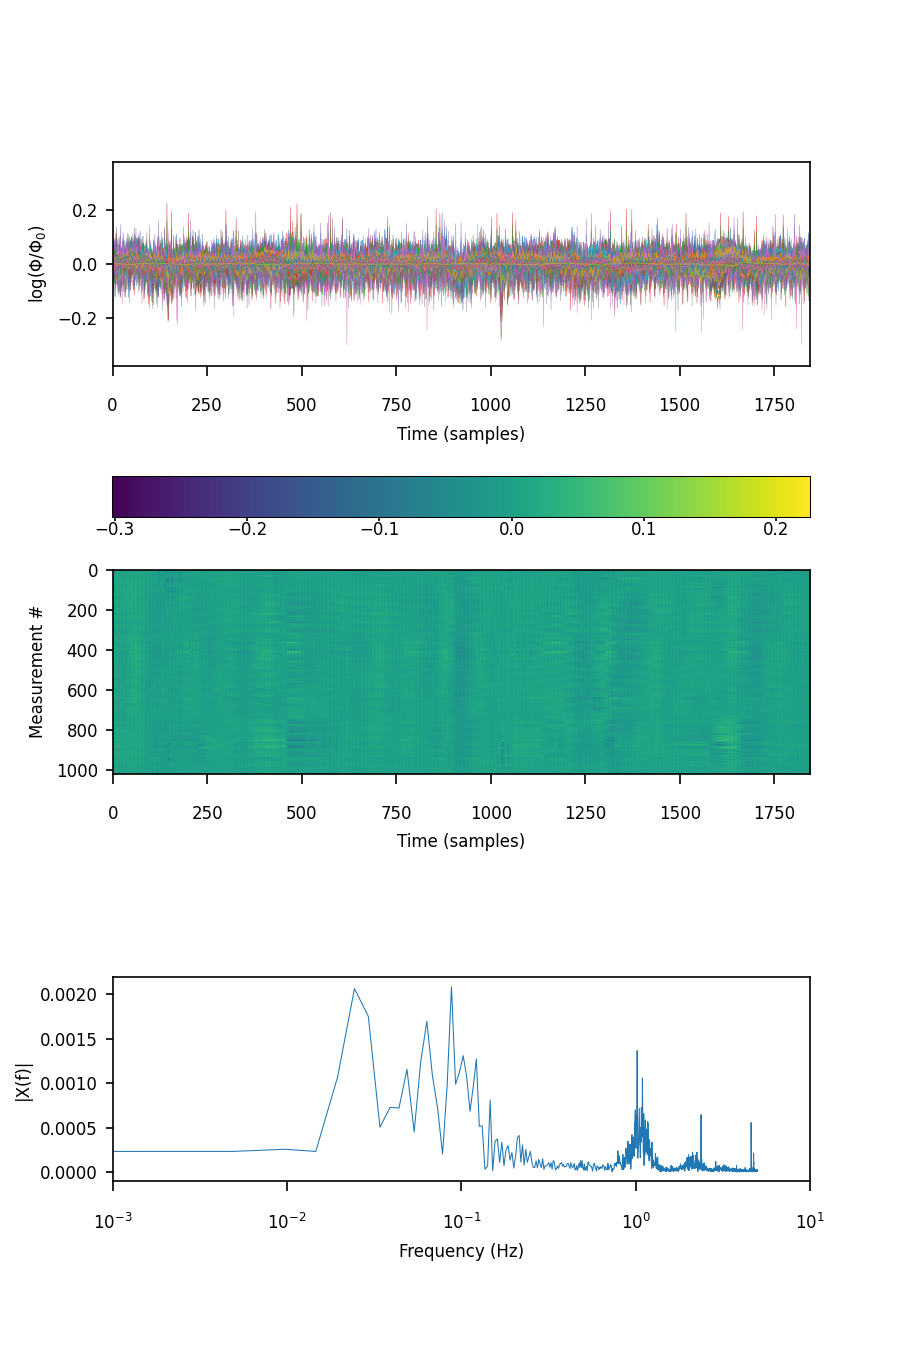 log(Φ/Φ₀)
0.2
0.0
−0.2
0 250 500 750 1000 1250 1500 1750
Time (samples)
−0.3 −0.2 −0.1 0.0 0.1 0.2
Measurement #
0
200
400
600
800
1000
0 250 500 750 1000 1250 1500 1750
Time (samples)
|X(f)|
0.0020
0.0015
0.0010
0.0005
0.0000
10⁻³ 10⁻² 10⁻¹ 10⁰ 10¹
Frequency (Hz)